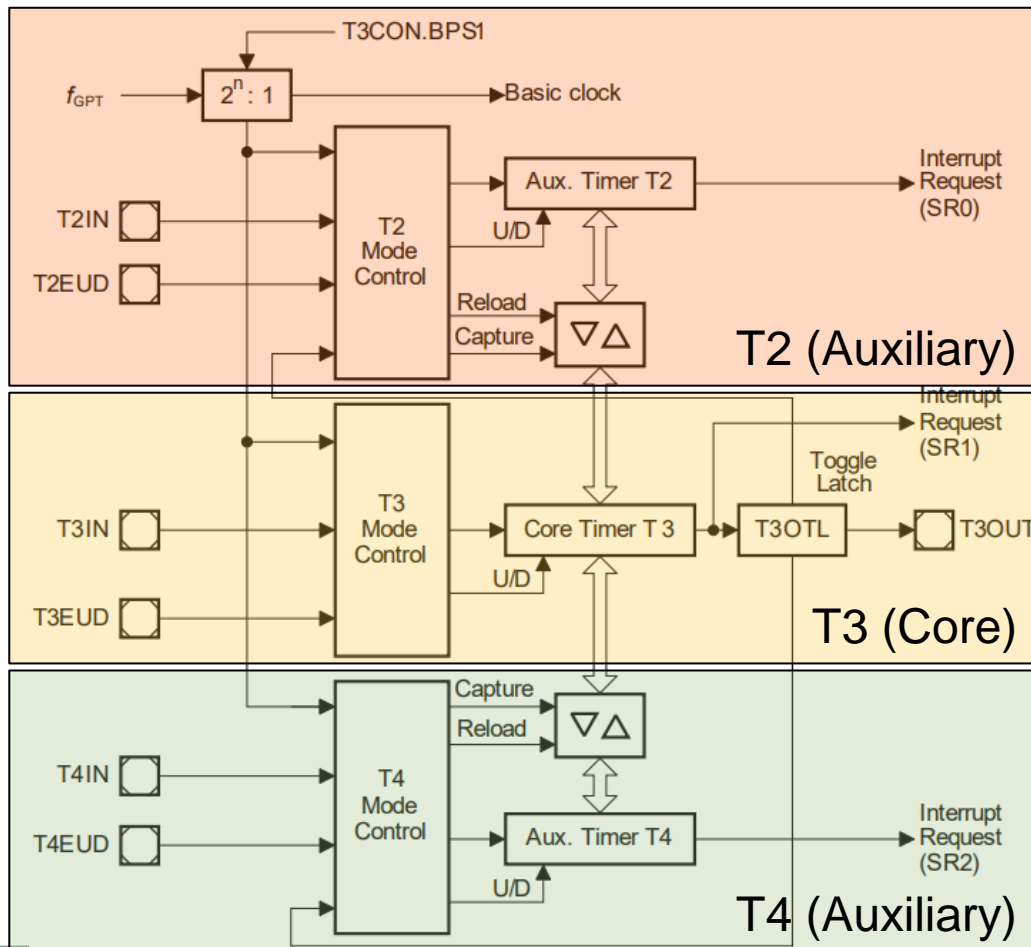 T3CON.BPS1
fGPT
2ⁿ : 1
Basic clock
T2IN
T2EUD
T2
Mode
Control
Aux. Timer T2
U/D
Reload
Capture
Interrupt
Request
(SR0)
T2 (Auxiliary)
Interrupt
Request
(SR1)
T3IN
T3EUD
T3
Mode
Control
Core Timer T 3
U/D
Toggle
Latch
T3OTL
T3OUT
T3 (Core)
Capture
Reload
T4IN
T4EUD
T4
Mode
Control
Aux. Timer T4
U/D
Interrupt
Request
(SR2)
T4 (Auxiliary)